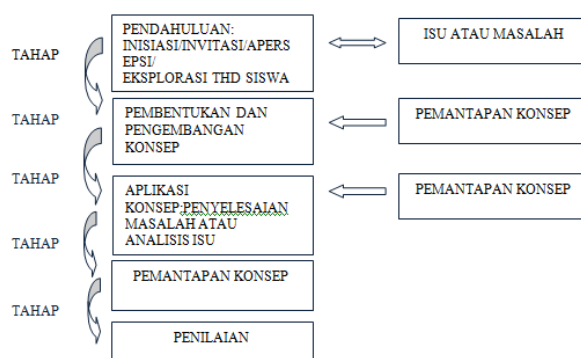 TAHAP
PENDAHULUAN:
INISIASI/INVITASI/APERS
EPSI/
EKSPLORASI THD SISWA
ISU ATAU MASALAH
TAHAP
PEMBENTUKAN DAN
PENGEMBANGAN
KONSEP
PEMANTAPAN KONSEP
TAHAP
APLIKASI
KONSEP:PENYELESAIAN
MASALAH ATAU
ANALISIS ISU
PEMANTAPAN KONSEP
TAHAP
PEMANTAPAN KONSEP
TAHAP
PENILAIAN